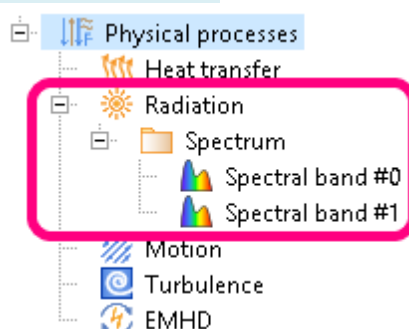 Physical processes
Heat transfer
Radiation
Spectrum
Spectral band #0
Spectral band #1
Motion
Turbulence
EMHD